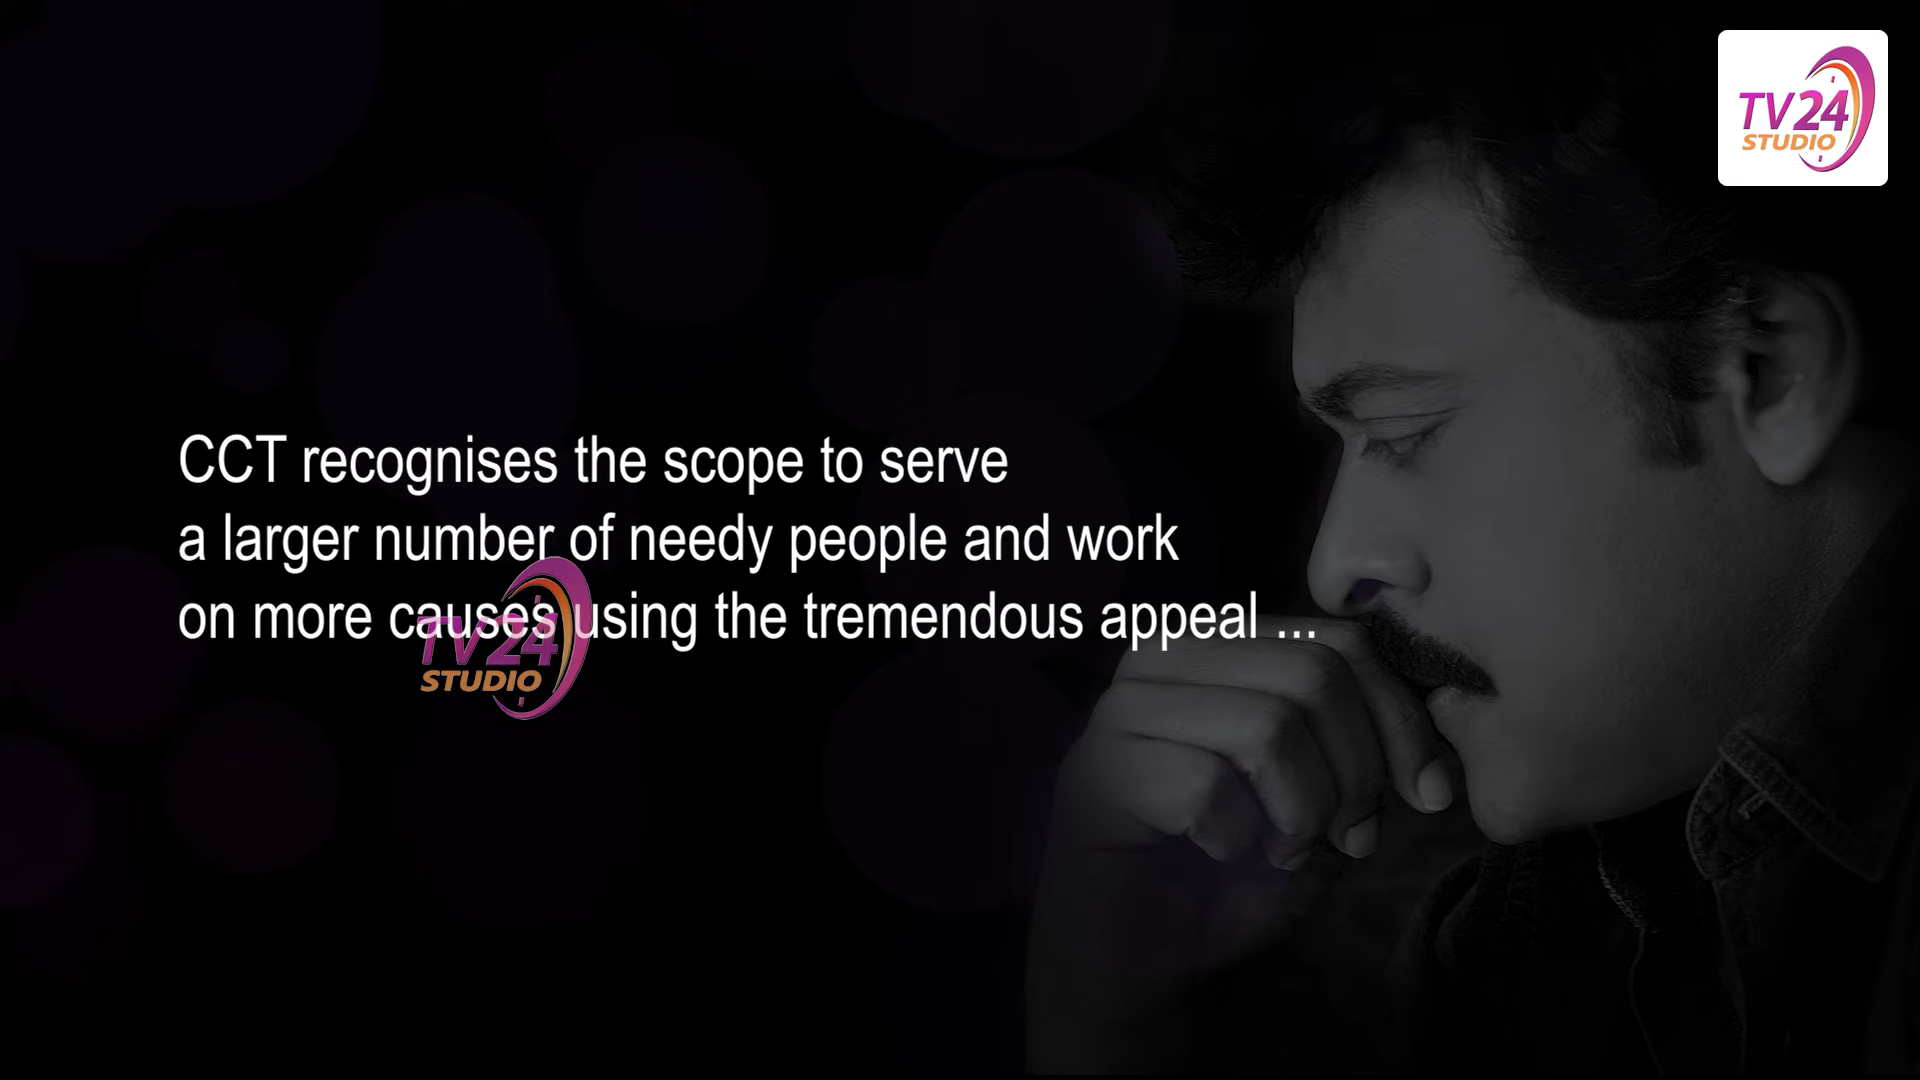 TV24
STUDIO
CCT recognises the scope to serve
a larger number of needy people and work
on more causes using the tremendous appeal ...
TV24
STUDIO